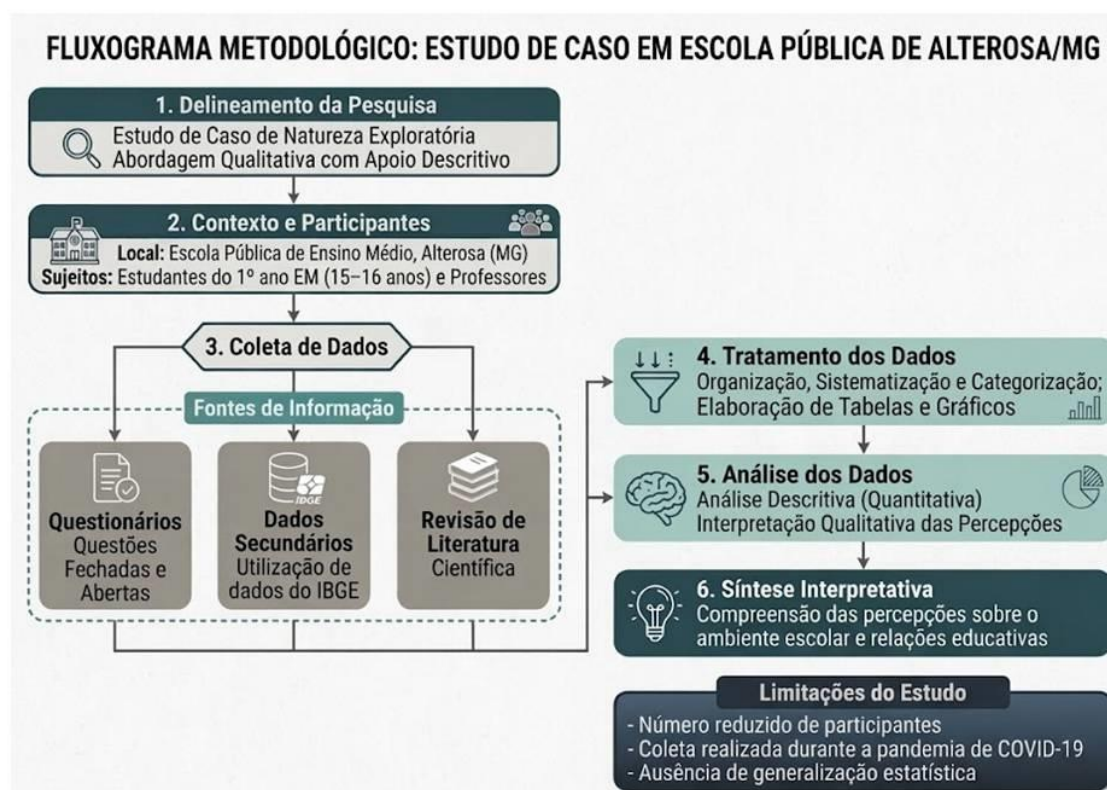 FLUXOGRAMA METODOLÓGICO: ESTUDO DE CASO EM ESCOLA PÚBLICA DE ALTEROSA/MG
1. Delineamento da Pesquisa
Estudo de Caso de Natureza Exploratória
Abordagem Qualitativa com Apoio Descritivo
2. Contexto e Participantes
Local: Escola Pública de Ensino Médio, Alterosa (MG)
Sujeitos: Estudantes do 1º ano EM (15–16 anos) e Professores
3. Coleta de Dados
Fontes de Informação
Questionários
Questões
Fechadas e
Abertas
IBGE
Dados
Secundários
Utilização de
dados do IBGE
Revisão de
Literatura
Científica
4. Tratamento dos Dados
Organização, Sistematização e Categorização;
Elaboração de Tabelas e Gráficos
5. Análise dos Dados
Análise Descritiva (Quantitativa)
Interpretação Qualitativa das Percepções
6. Síntese Interpretativa
Compreensão das percepções sobre o
ambiente escolar e relações educativas
Limitações do Estudo
- Número reduzido de participantes
- Coleta realizada durante a pandemia de COVID-19
- Ausência de generalização estatística